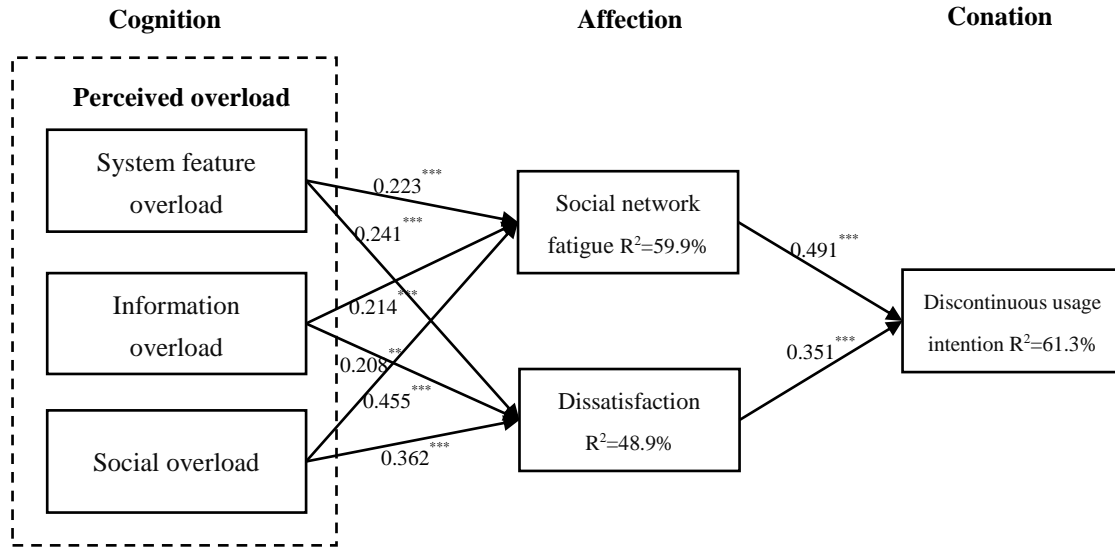 Cognition
Affection
Conation
Perceived overload
System feature
overload
Information
overload
Social overload
0.223***
0.241***
0.214***
0.208**
0.455***
0.362***
Social network
fatigue R²=59.9%
Dissatisfaction
R²=48.9%
0.491***
0.351***
Discontinuous usage
intention R²=61.3%